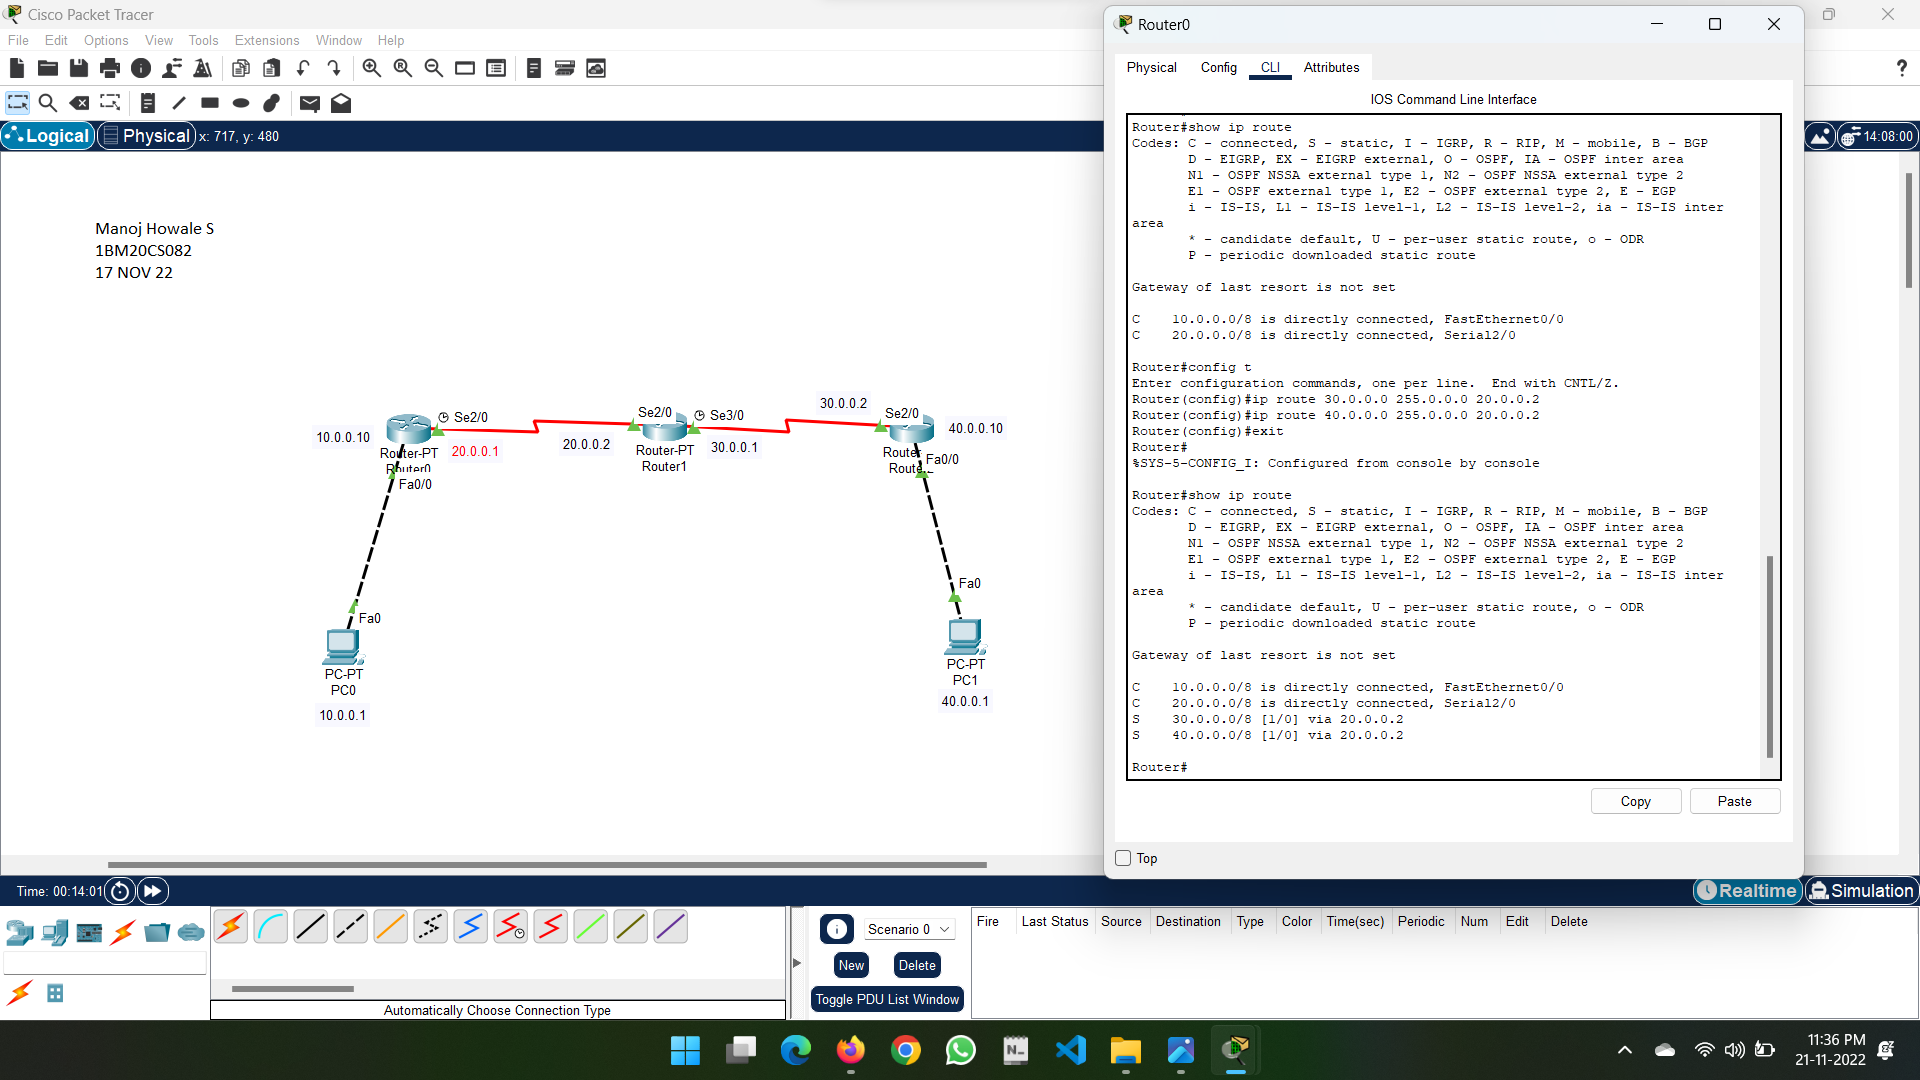 Cisco Packet Tracer
File Edit Options View Tools Extensions Window Help
Logical Physical x: 717, y: 480
14:08:00
Manoj Howale S
1BM20CS082
17 NOV 22
10.0.0.10
Se2/0
20.0.0.1
Router-PT
Router0
Fa0/0
20.0.0.2
Se2/0
Se3/0
Router-PT
Router1
30.0.0.1
30.0.0.2
Se2/0
40.0.0.10
Fa0/0
Fa0
PC-PT
PC0
10.0.0.1
Fa0
PC-PT
PC1
40.0.0.1
Router0
Physical Config CLI Attributes
IOS Command Line Interface
Router#show ip route
Codes: C - connected, S - static, I - IGRP, R - RIP, M - mobile, B - BGP
D - EIGRP, EX - EIGRP external, O - OSPF, IA - OSPF inter area
N1 - OSPF NSSA external type 1, N2 - OSPF NSSA external type 2
E1 - OSPF external type 1, E2 - OSPF external type 2, E - EGP
i - IS-IS, L1 - IS-IS level-1, L2 - IS-IS level-2, ia - IS-IS inter
area
* - candidate default, U - per-user static route, o - ODR
P - periodic downloaded static route
Gateway of last resort is not set
C 10.0.0.0/8 is directly connected, FastEthernet0/0
C 20.0.0.0/8 is directly connected, Serial2/0
Router#config t
Enter configuration commands, one per line. End with CNTL/Z.
Router(config)#ip route 30.0.0.0 255.0.0.0 20.0.0.2
Router(config)#ip route 40.0.0.0 255.0.0.0 20.0.0.2
Router(config)#exit
Router#
%SYS-5-CONFIG_I: Configured from console by console
Router#show ip route
Codes: C - connected, S - static, I - IGRP, R - RIP, M - mobile, B - BGP
D - EIGRP, EX - EIGRP external, O - OSPF, IA - OSPF inter area
N1 - OSPF NSSA external type 1, N2 - OSPF NSSA external type 2
E1 - OSPF external type 1, E2 - OSPF external type 2, E - EGP
i - IS-IS, L1 - IS-IS level-1, L2 - IS-IS level-2, ia - IS-IS inter
area
* - candidate default, U - per-user static route, o - ODR
P - periodic downloaded static route
Gateway of last resort is not set
C 10.0.0.0/8 is directly connected, FastEthernet0/0
C 20.0.0.0/8 is directly connected, Serial2/0
S 30.0.0.0/8 [1/0] via 20.0.0.2
S 40.0.0.0/8 [1/0] via 20.0.0.2
Router#
Copy Paste
Top
Time: 00:14:01
Realtime Simulation
Automatically Choose Connection Type
Scenario 0
New Delete
Toggle PDU List Window
Fire Last Status Source Destination Type Color Time(sec) Periodic Num Edit Delete
11:36 PM
21-11-2022